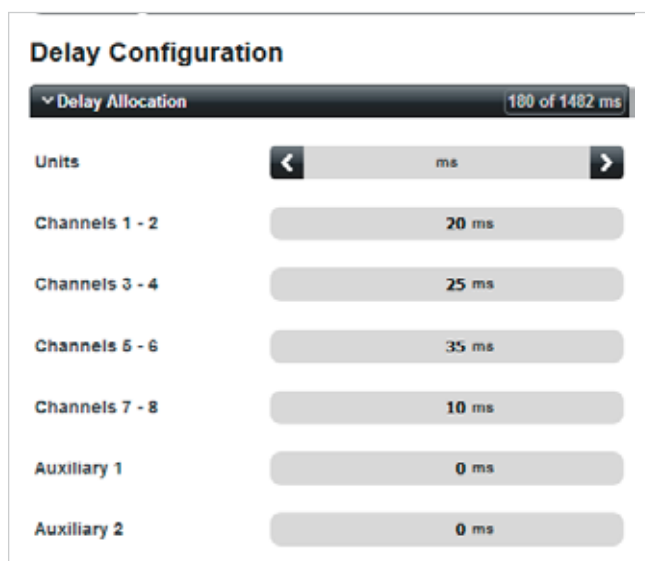 Delay Configuration
Delay Allocation 180 of 1482 ms
Units ms
Channels 1 - 2 20 ms
Channels 3 - 4 25 ms
Channels 5 - 6 35 ms
Channels 7 - 8 10 ms
Auxiliary 1 0 ms
Auxiliary 2 0 ms